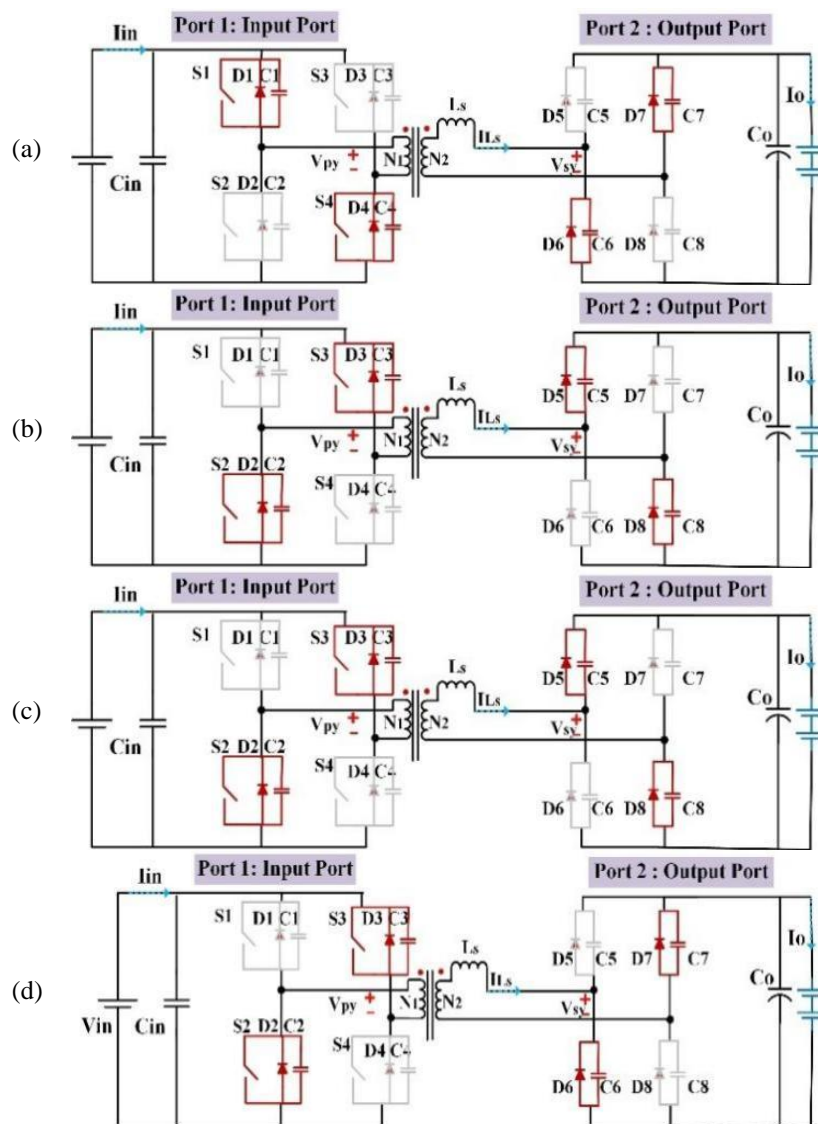 Port 1: Input Port Port 2 : Output Port
Iin
S1 D1 C1 S3 D3 C3 Ls D5 C5 D7 C7 Io
(a) Cin Vpy + - N1 N2 ILs Vsy + - Co
S2 D2 C2 S4 D4 C4 D6 C6 D8 C8
Port 1: Input Port Port 2 : Output Port
Iin
S1 D1 C1 S3 D3 C3 Ls D5 C5 D7 C7 Io
(b) Cin Vpy + - N1 N2 ILs Vsy + - Co
S2 D2 C2 S4 D4 C4 D6 C6 D8 C8
Port 1: Input Port Port 2 : Output Port
Iin
S1 D1 C1 S3 D3 C3 Ls D5 C5 D7 C7 Io
(c) Cin Vpy + - N1 N2 ILs Vsy + - Co
S2 D2 C2 S4 D4 C4 D6 C6 D8 C8
Port 1: Input Port Port 2 : Output Port
Iin
S1 D1 C1 S3 D3 C3 Ls D5 C5 D7 C7 Io
(d) Vin Cin Vpy + - N1 N2 ILs Vsy + - Co
S2 D2 C2 S4 D4 C4 D6 C6 D8 C8